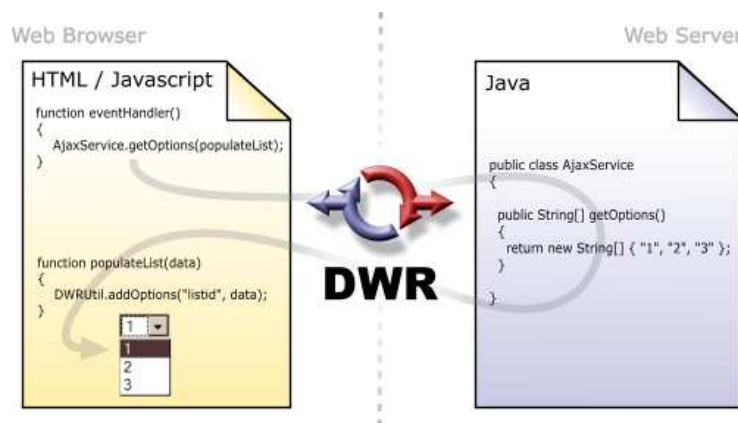 Web Browser
Web Server
HTML / Javascript
function eventHandler()
{
AjaxService.getOptions(populateList);
}
function populateList(data)
{
DWRUtil.addOptions("listid", data);
}
1
1
2
3
DWR
Java
public class AjaxService
{
public String[] getOptions()
{
return new String[] { "1", "2", "3" };
}
}